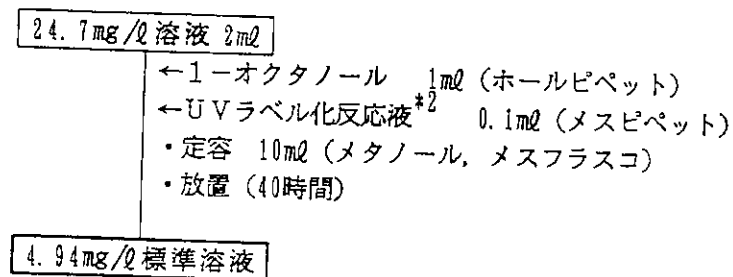 24.7mg/ℓ溶液 2mℓ
←1-オクタノール 1mℓ(ホールピペット)
←UVラベル化反応液*2 0.1mℓ(メスピペット)
・定容 10mℓ(メタノール,メスフラスコ)
・放置(40時間)
4.94mg/ℓ標準溶液